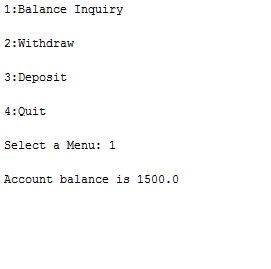 1:Balance Inquiry
2:Withdraw
3:Deposit
4:Quit
Select a Menu: 1
Account balance is 1500.0